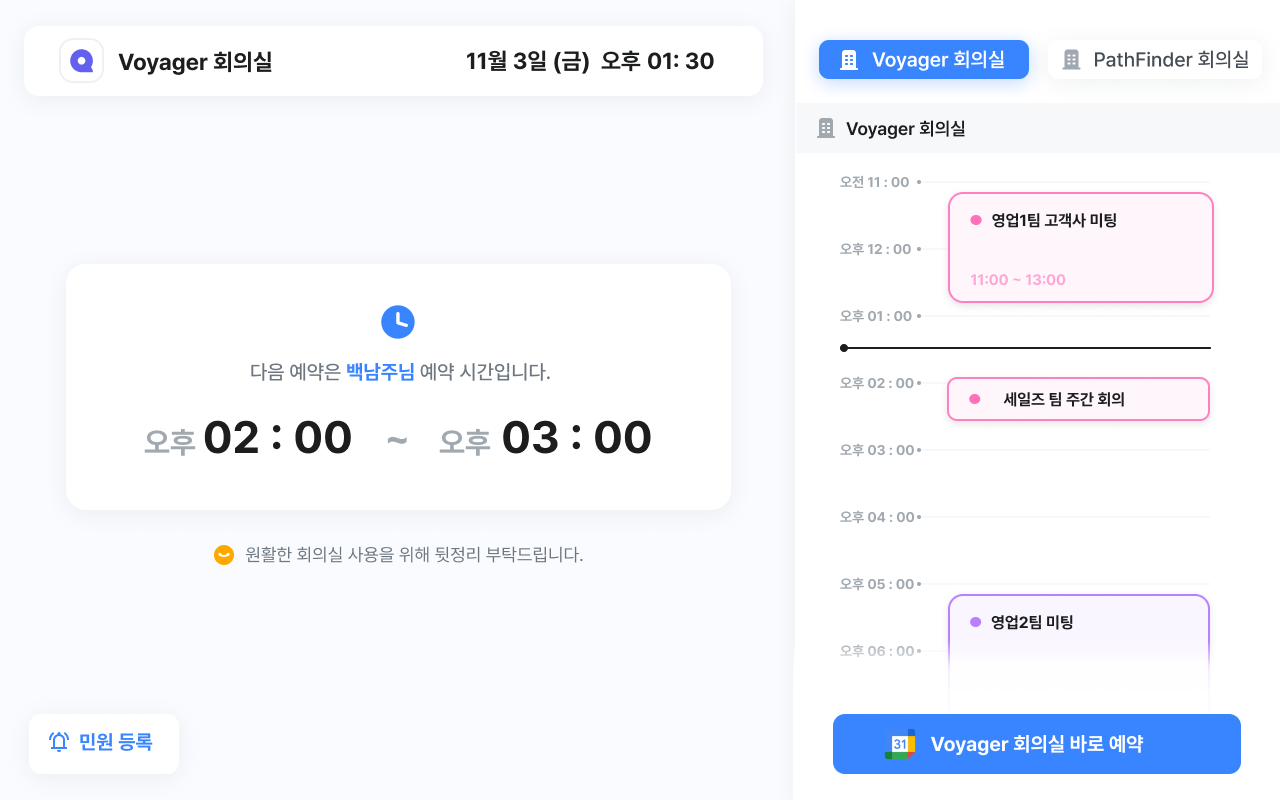 Voyager 회의실
11월 3일 (금) 오후 01: 30
다음 예약은 백남주님 예약 시간입니다.
오후 02 : 00 ~ 오후 03 : 00
원활한 회의실 사용을 위해 뒷정리 부탁드립니다.
민원 등록
Voyager 회의실
PathFinder 회의실
Voyager 회의실
오전 11 : 00
영업1팀 고객사 미팅
오후 12 : 00
11:00 ~ 13:00
오후 01 : 00
오후 02 : 00
세일즈 팀 주간 회의
오후 03 : 00
오후 04 : 00
오후 05 : 00
영업2팀 미팅
오후 06 : 00
31
Voyager 회의실 바로 예약